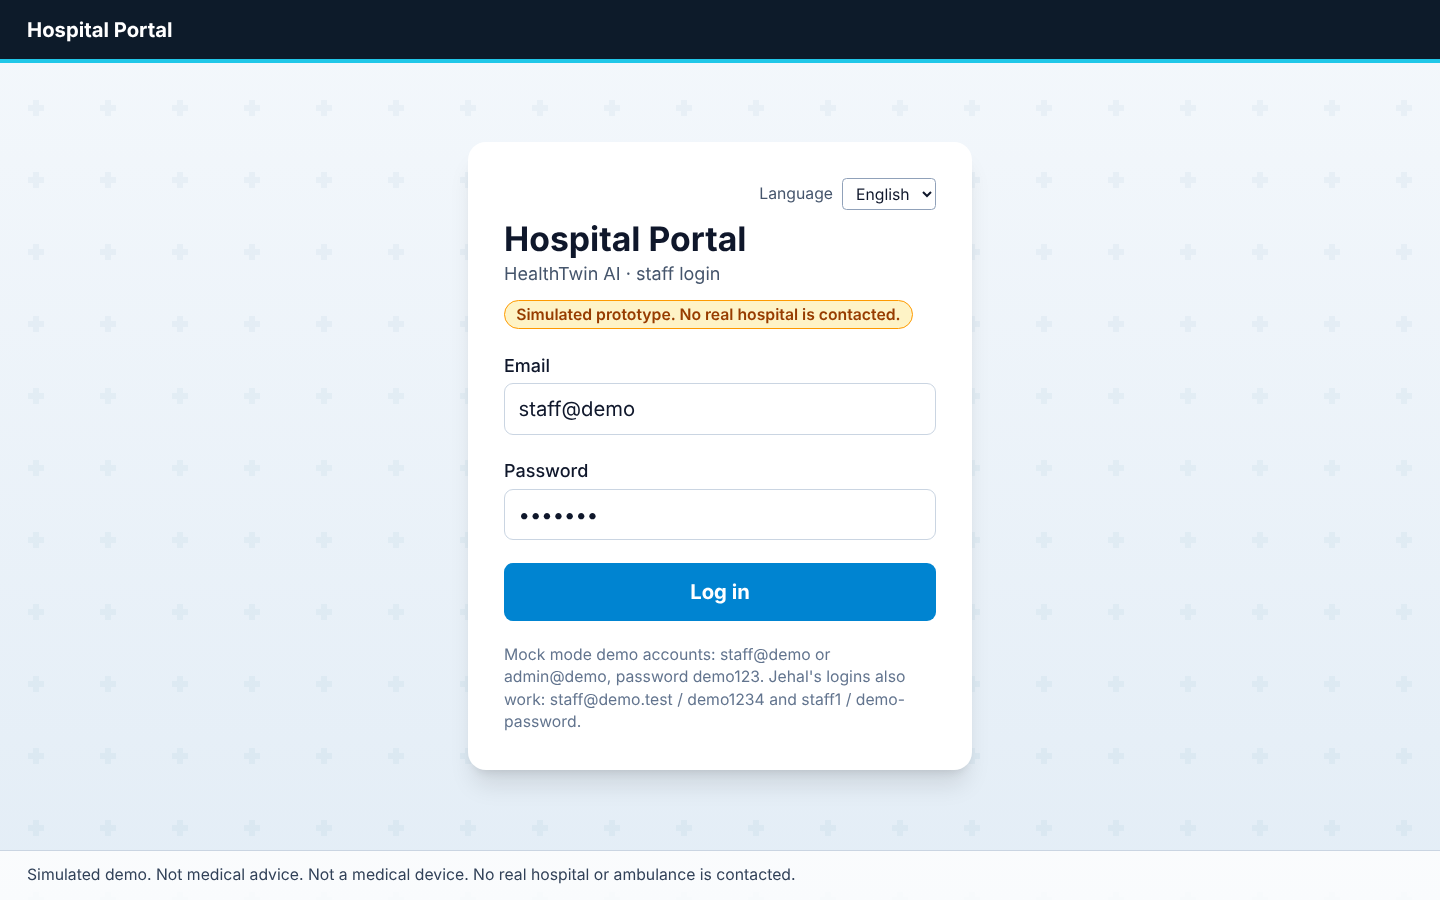 Hospital Portal
Language English
Hospital Portal
HealthTwin AI · staff login
Simulated prototype. No real hospital is contacted.
Email
staff@demo
Password
•••••••
Log in
Mock mode demo accounts: staff@demo or
admin@demo, password demo123. Jehal's logins also
work: staff@demo.test / demo1234 and staff1 / demo-
password.
Simulated demo. Not medical advice. Not a medical device. No real hospital or ambulance is contacted.